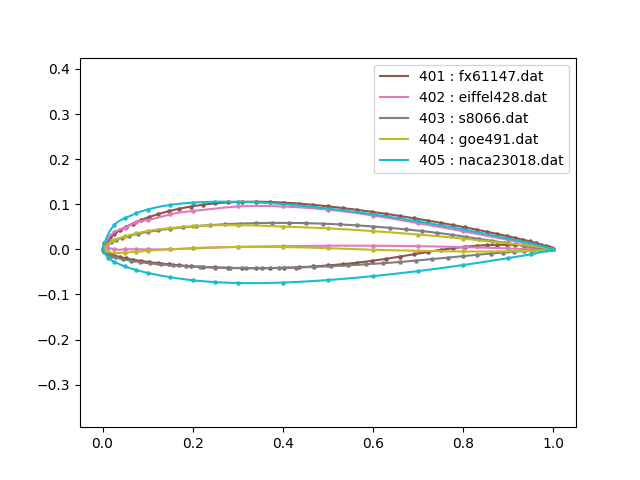 0.4
0.3
0.2
0.1
0.0
−0.1
−0.2
−0.3
0.0 0.2 0.4 0.6 0.8 1.0
401 : fx61147.dat
402 : eiffel428.dat
403 : s8066.dat
404 : goe491.dat
405 : naca23018.dat